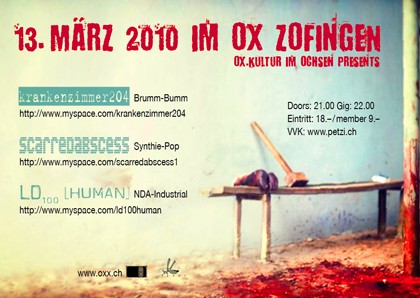 13. MÄRZ 2010 IM OX ZOFINGEN
OX.KULTUR IM OCHSEN PRESENTS
krankenzimmer204 Brumm-Bumm
http://www.myspace.com/krankenzimmer204
scarredabscess Synthie-Pop
http://www.myspace.com/scarredabscess1
LD100 [HUMAN] NDA-Industrial
http://www.myspace.com/ld100human
Doors: 21.00 Gig: 22.00
Eintritt: 18.–/member 9.–
VVK: www.petzi.ch
www.oxx.ch